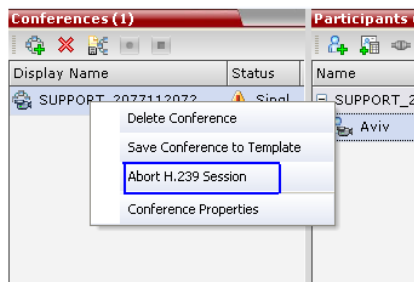 Conferences (1)
Participants
Display Name
Status
Name
SUPPORT_2077112072
Singl
SUPPORT_2
Aviv
Delete Conference
Save Conference to Template
Abort H.239 Session
Conference Properties